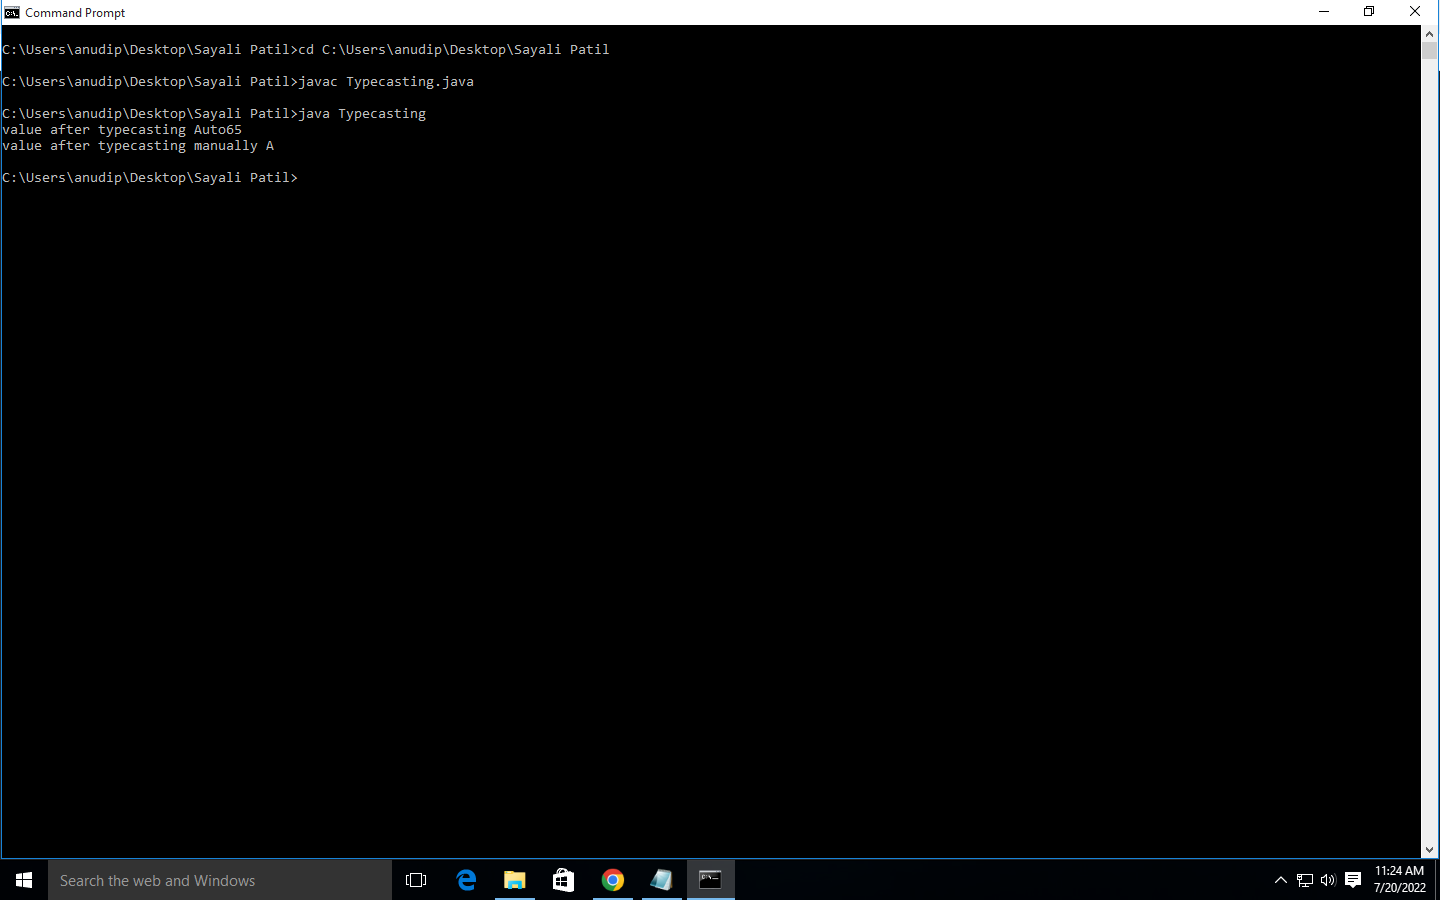 Command Prompt
C:\Users\anudip\Desktop\Sayali Patil>cd C:\Users\anudip\Desktop\Sayali Patil
C:\Users\anudip\Desktop\Sayali Patil>javac Typecasting.java
C:\Users\anudip\Desktop\Sayali Patil>java Typecasting
value after typecasting Auto65
value after typecasting manually A
C:\Users\anudip\Desktop\Sayali Patil>
Search the web and Windows
11:24 AM
7/20/2022